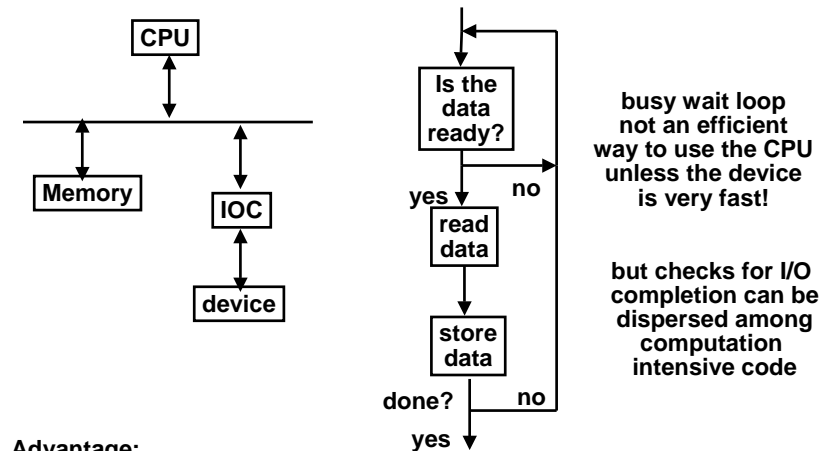 CPU
Memory
IOC
device
Is the
data
ready?
yes
no
read
data
store
data
done?
no
yes
busy wait loop
not an efficient
way to use the CPU
unless the device
is very fast!
but checks for I/O
completion can be
dispersed among
computation
intensive code
Advantage: